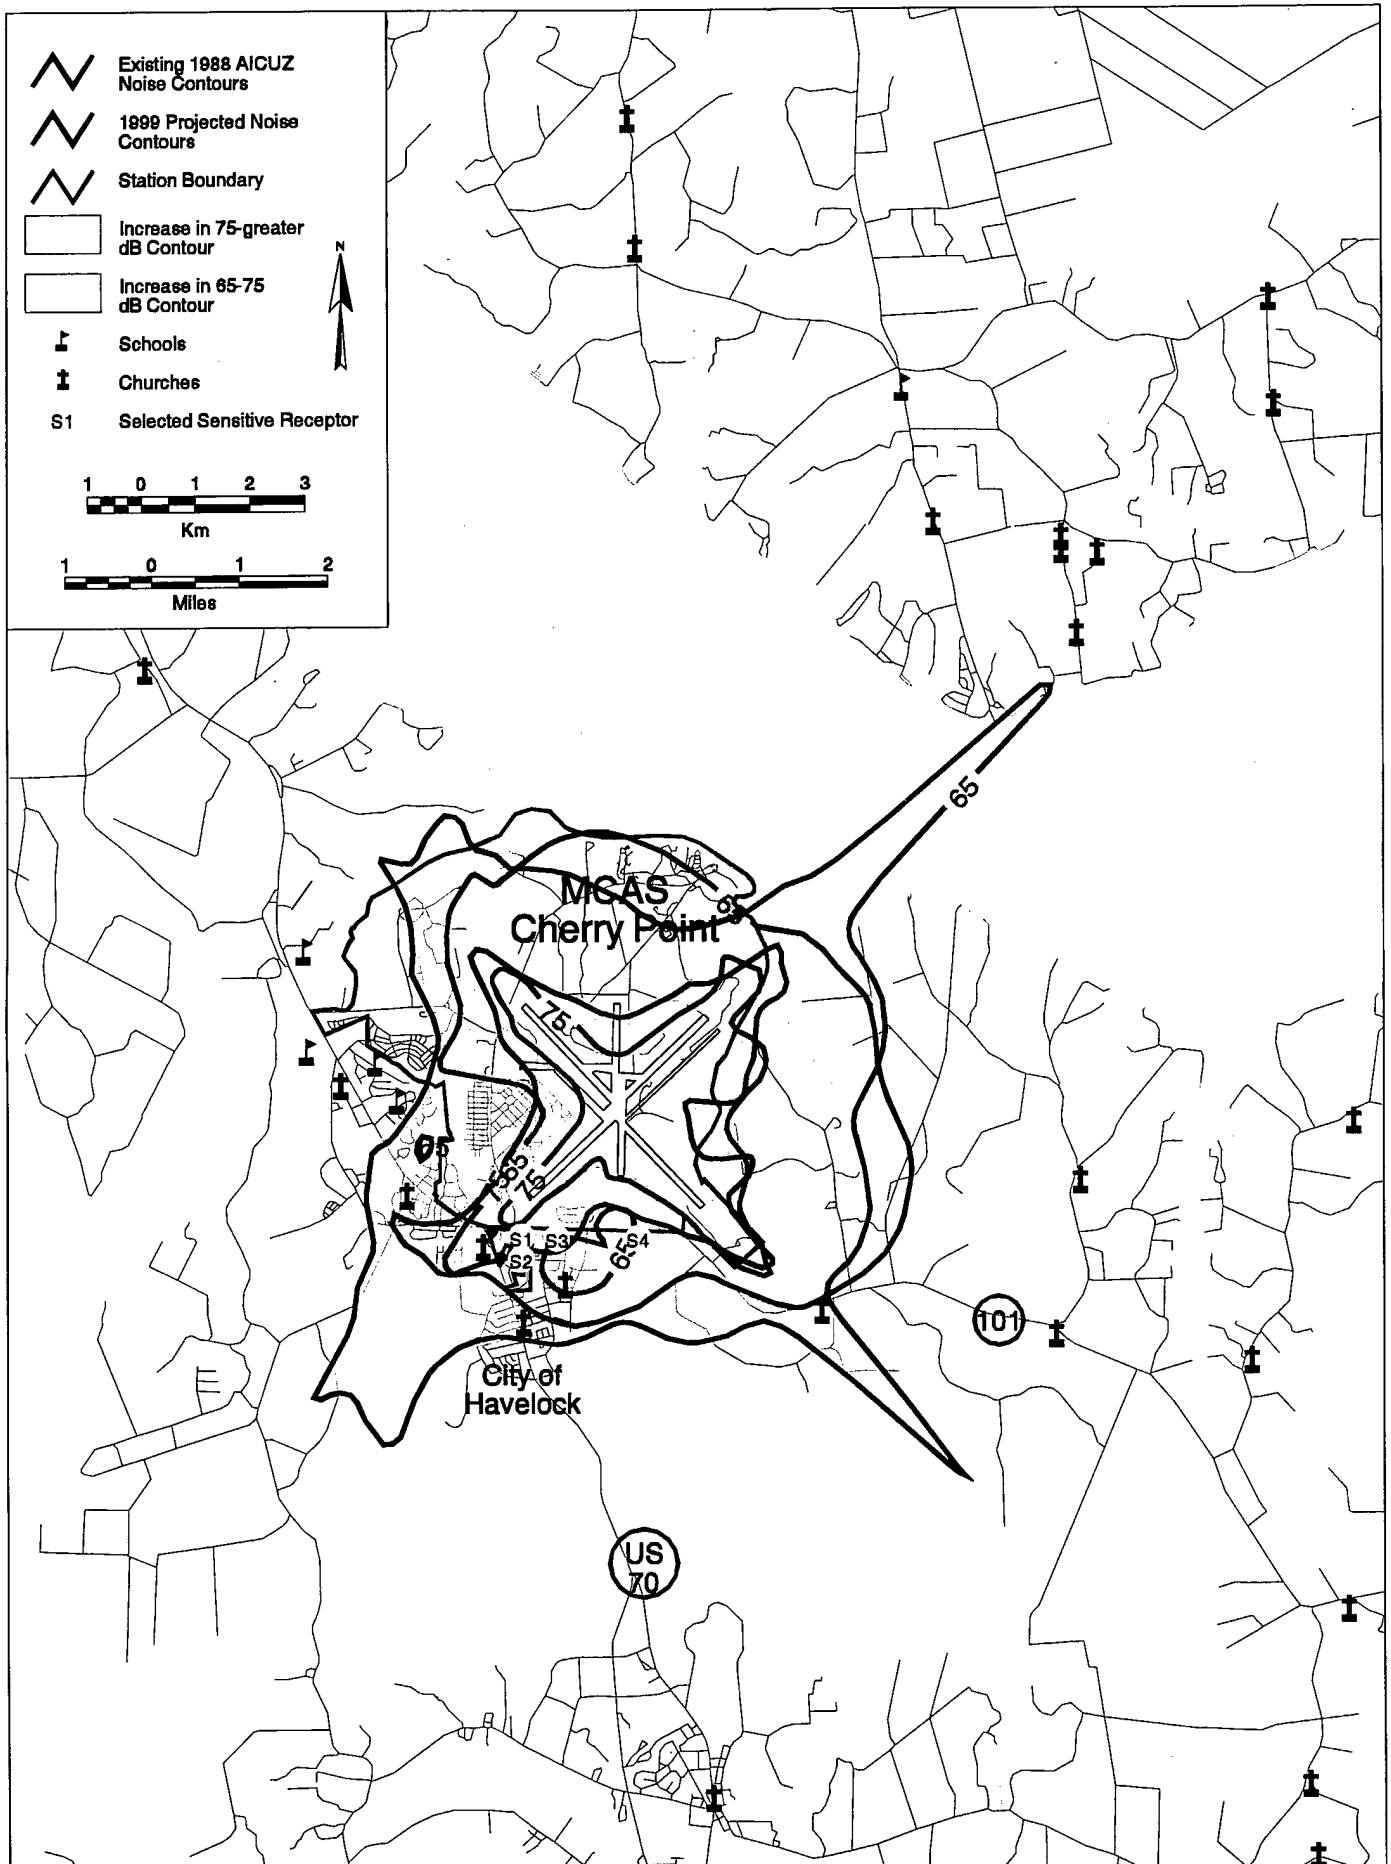 Existing 1988 AICUZ
Noise Contours
1999 Projected Noise
Contours
Station Boundary
Increase in 75-greater
dB Contour
N
Increase in 65-75
dB Contour
Schools
Churches
S1 Selected Sensitive Receptor
1 0 1 2 3
Km
1 0 1 2
Miles
65
MCAS
Cherry Point
65
75
75
65
75
S1 S3 S4
S2
65
101
City of
Havelock
US
70